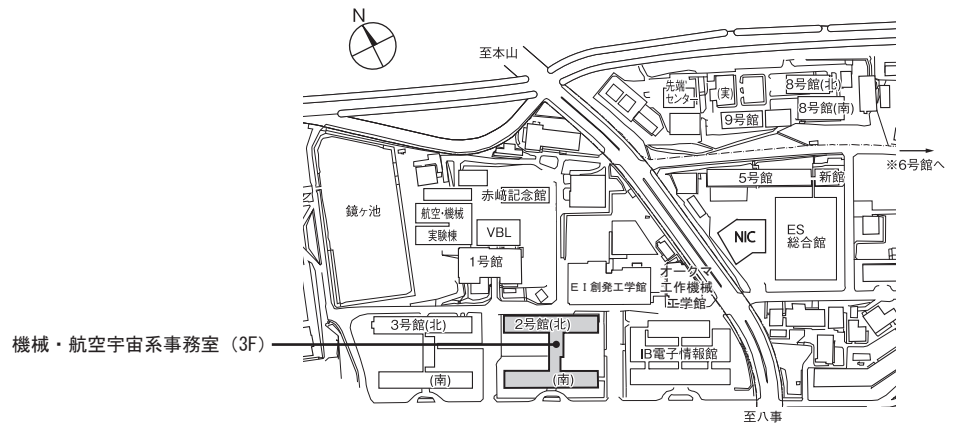 N
至本山
先端
センター
(実)
8号館(北)
8号館(南)
9号館
※6号館へ
5号館
新館
鏡ヶ池
赤﨑記念館
航空・機械
実験棟
VBL
NIC
ES
総合館
1号館
EI創発工学館
オークマ
工作機械
工学館
3号館(北)
2号館(北)
機械・航空宇宙系事務室（3F）
IB電子情報館
(南)
(南)
至八事